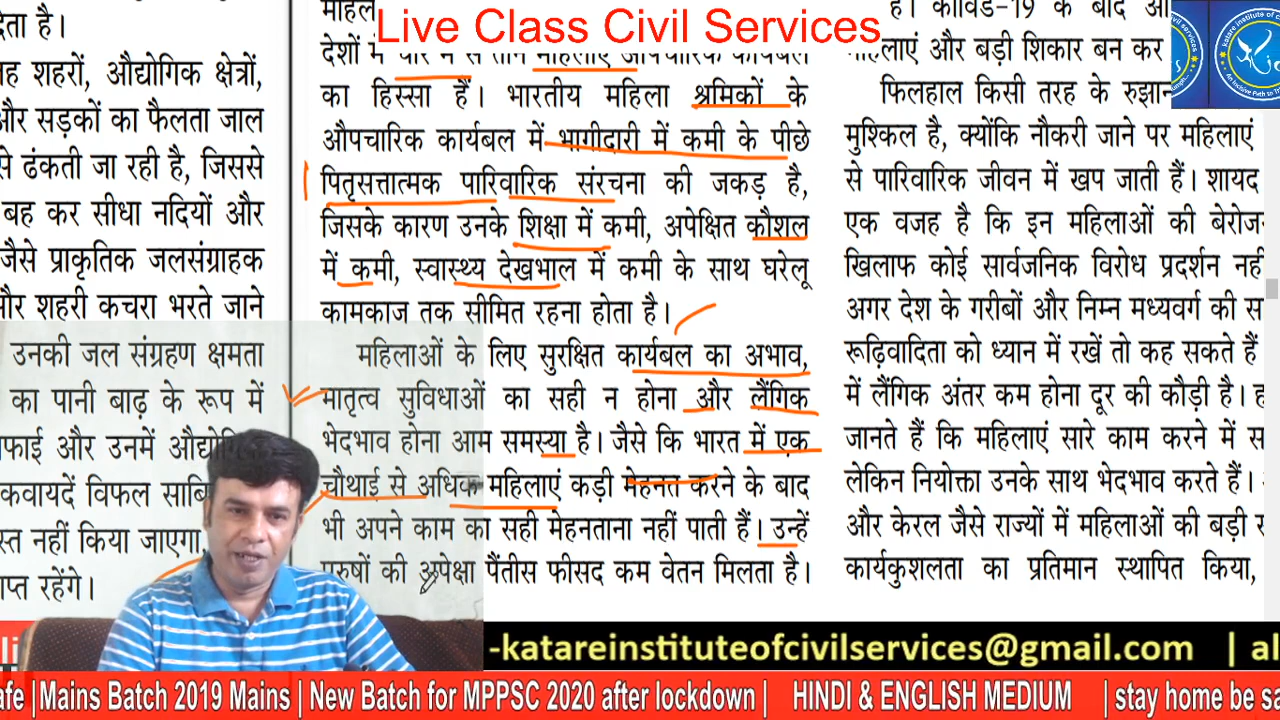 Live Class Civil Services
देता है।
शहरों, औद्योगिक क्षेत्रों,
और सड़कों का फैलता जाल
से ढंकती जा रही है, जिससे
बह कर सीधा नदियों और
जैसे प्राकृतिक जलसंग्राहक
और शहरी कचरा भरते जाने
उनकी जल संग्रहण क्षमता
का पानी बाढ़ के रूप में
और उनमें
कवायदें विफल
नहीं किया जाएगा,
रहेंगे।
देशों में चार में से तीन महिलाएं औपचारिक कार्यबल
का हिस्सा हैं। भारतीय महिला श्रमिकों के
औपचारिक कार्यबल में भागीदारी में कमी के पीछे
पितृसत्तात्मक पारिवारिक संरचना की जकड़ है,
जिसके कारण उनके शिक्षा में कमी, अपेक्षित कौशल
में कमी, स्वास्थ्य देखभाल में कमी के साथ घरेलू
कामकाज तक सीमित रहना होता है।
महिलाओं के लिए सुरक्षित कार्यबल का अभाव,
मातृत्व सुविधाओं का सही न होना और लैंगिक
भेदभाव होना आम समस्या है। जैसे कि भारत में एक
चौथाई से अधिक महिलाएं कड़ी मेहनत करने के बाद
भी अपने काम का सही मेहनताना नहीं पाती हैं। उन्हें
पुरुषों की अपेक्षा पैंतीस फीसद कम वेतन मिलता है।
हैं। कोविड-19 के बाद
और बड़ी शिकार बन कर
फिलहाल किसी तरह के
मुश्किल है, क्योंकि नौकरी जाने पर महिलाएं
से पारिवारिक जीवन में खप जाती हैं। शायद
एक वजह है कि इन महिलाओं की
खिलाफ कोई सार्वजनिक विरोध प्रदर्शन
अगर देश के गरीबों और निम्न मध्यवर्ग की
रूढ़िवादिता को ध्यान में रखें तो कह सकते हैं
में लैंगिक अंतर कम होना दूर की कौड़ी है।
जानते हैं कि महिलाएं सारे काम करने में
लेकिन नियोक्ता उनके साथ भेदभाव करते हैं।
और केरल जैसे राज्यों में महिलाओं की बड़ी
कार्यकुशलता का प्रतिमान स्थापित किया,
-katareinstituteofcivilservices@gmail.com | al
afe |Mains Batch 2019 Mains | New Batch for MPPSC 2020 after lockdown | HINDI & ENGLISH MEDIUM | stay home be sa